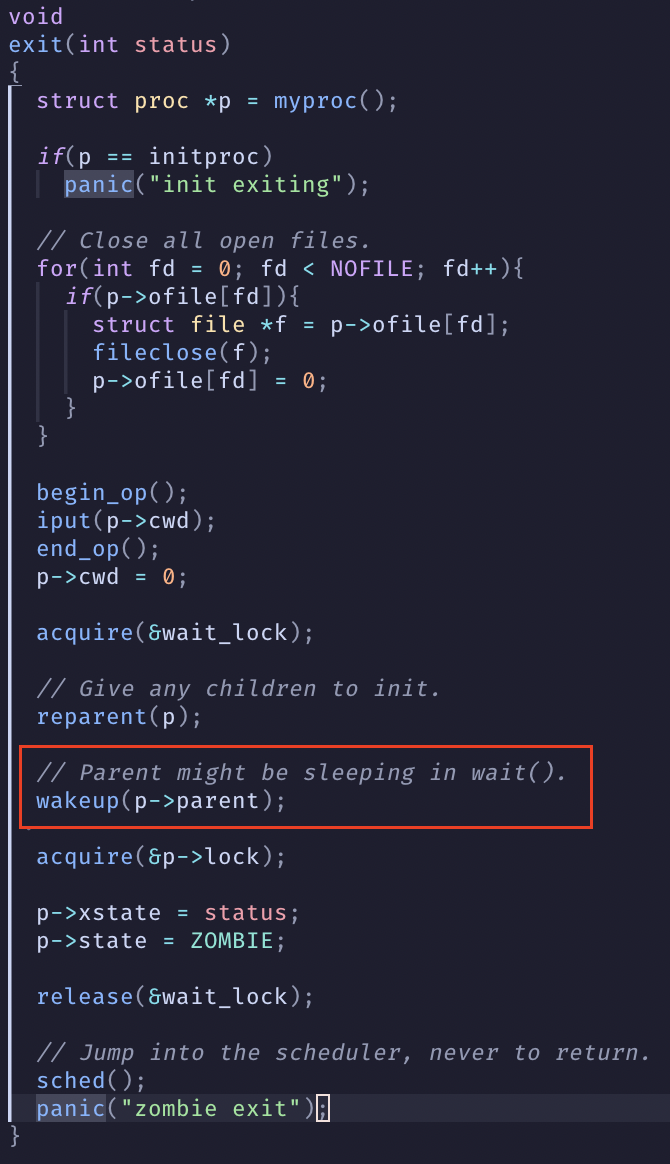 void
exit(int status)
{
  struct proc *p = myproc();

  if(p == initproc)
    panic("init exiting");

  // Close all open files.
  for(int fd = 0; fd < NOFILE; fd++){
    if(p->ofile[fd]){
      struct file *f = p->ofile[fd];
      fileclose(f);
      p->ofile[fd] = 0;
    }
  }

  begin_op();
  iput(p->cwd);
  end_op();
  p->cwd = 0;

  acquire(&wait_lock);

  // Give any children to init.
  reparent(p);

  // Parent might be sleeping in wait().
  wakeup(p->parent);

  acquire(&p->lock);

  p->xstate = status;
  p->state = ZOMBIE;

  release(&wait_lock);

  // Jump into the scheduler, never to return.
  sched();
  panic("zombie exit");
}